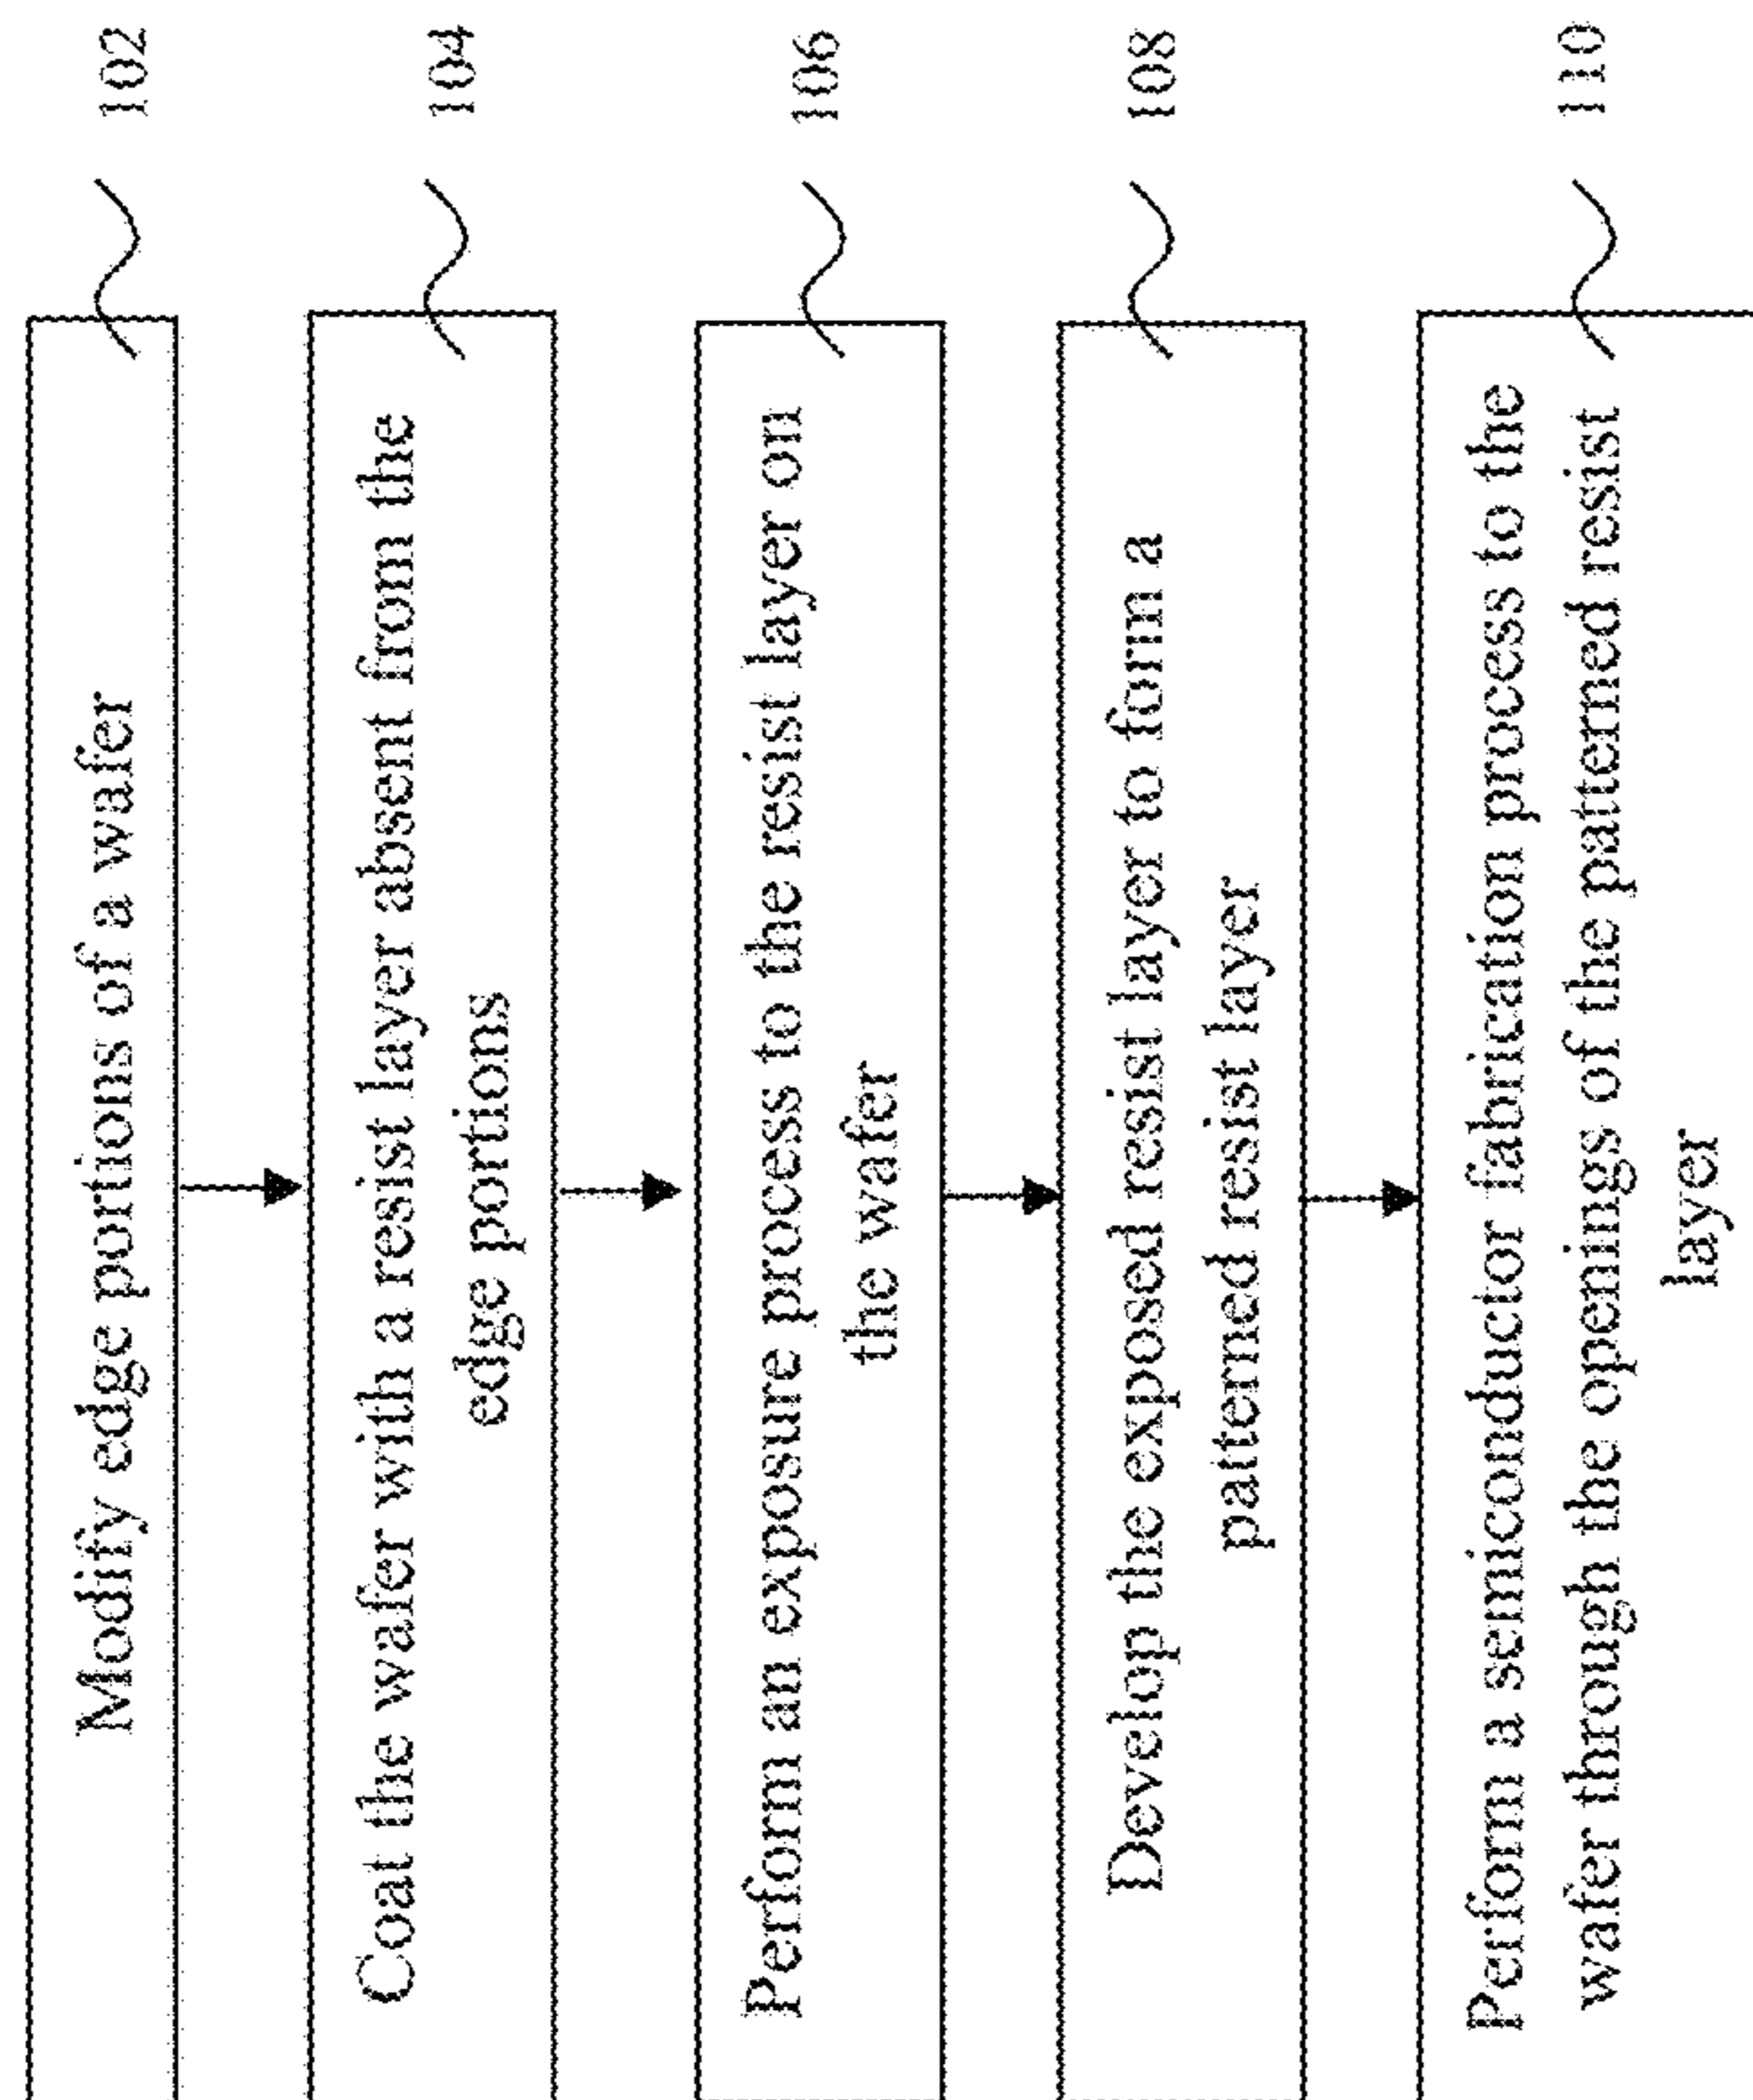 Modify edge portions of a wafer
102
Coat the wafer with a resist layer absent from the
edge portions
104
Perform an exposure process to the resist layer on
the wafer
106
Develop the exposed resist layer to form a
patterned resist layer
108
Perform a semiconductor fabrication process to the
wafer through the openings of the patterned resist
layer
110